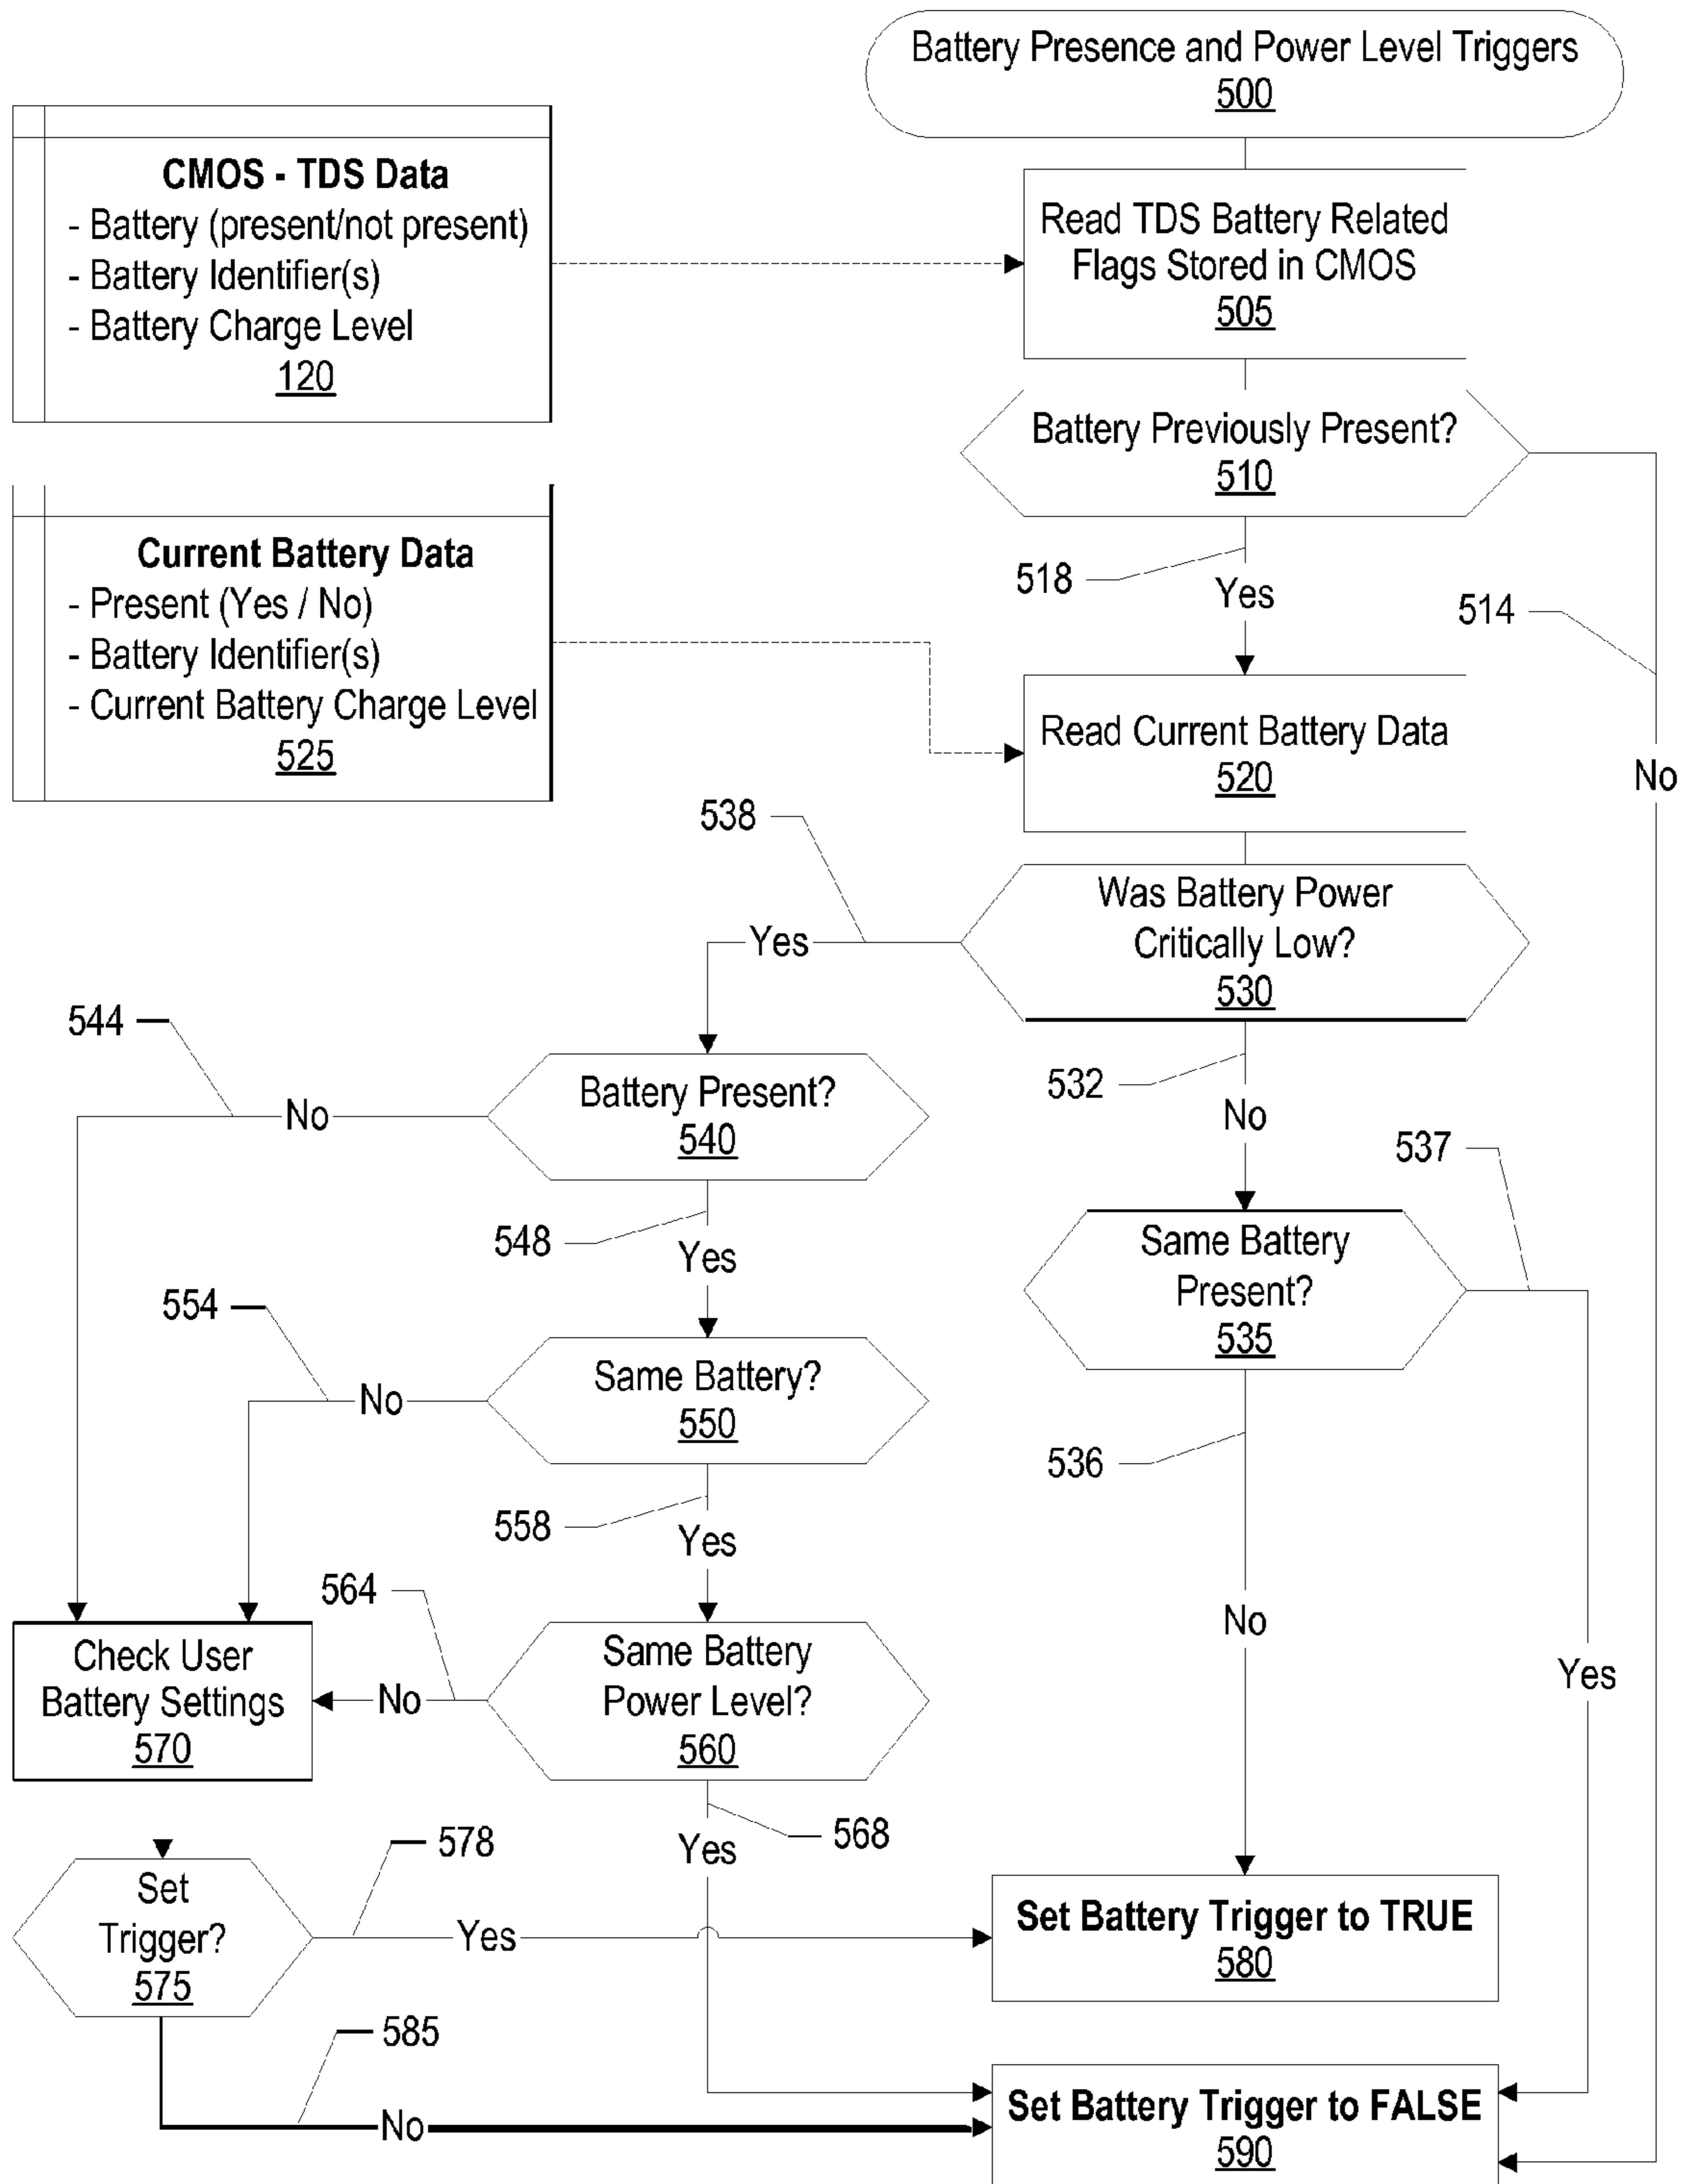 Battery Presence and Power Level Triggers
500
CMOS - TDS Data
- Battery (present/not present)
- Battery Identifier(s)
- Battery Charge Level
120
Read TDS Battery Related
Flags Stored in CMOS
505
Battery Previously Present?
510
Current Battery Data
- Present (Yes / No)
- Battery Identifier(s)
- Current Battery Charge Level
525
518
Yes
514
No
Read Current Battery Data
520
538
Yes
Was Battery Power
Critically Low?
530
544
No
Battery Present?
540
532
No
537
548
Yes
Same Battery
Present?
535
554
No
Same Battery?
550
536
558
Yes
564
No
Yes
Check User
Battery Settings
570
No
Same Battery
Power Level?
560
568
Yes
578
Set
Trigger?
575
Yes
Set Battery Trigger to TRUE
580
585
No
Set Battery Trigger to FALSE
590